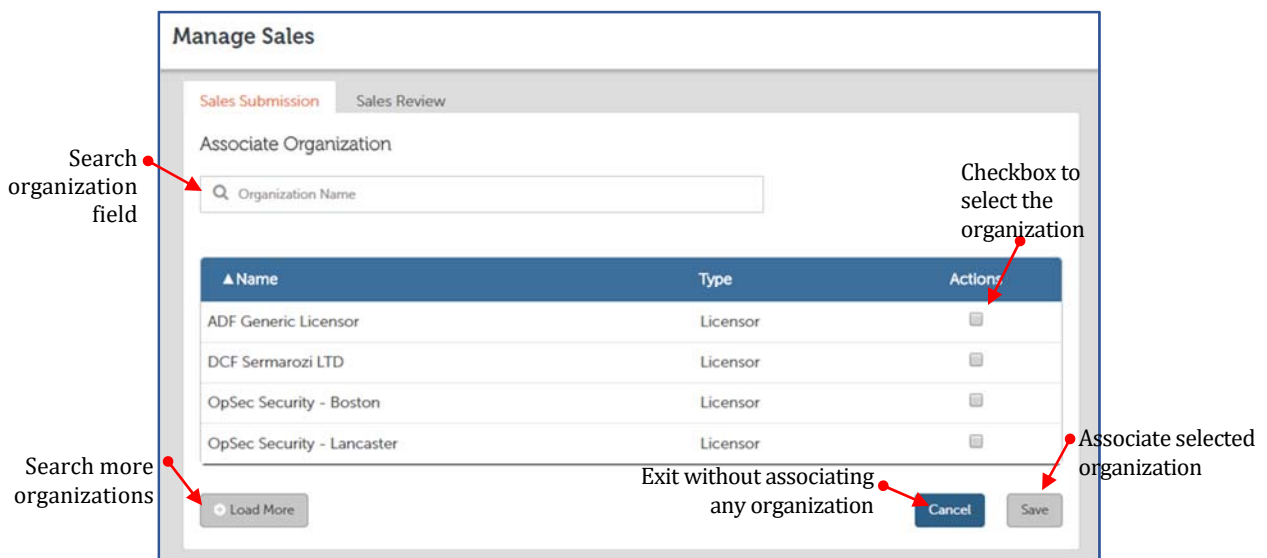 Manage Sales
Sales Submission Sales Review
Associate Organization
Search
organization
field
Organization Name
Checkbox to
select the
organization
▲Name Type Actions
ADF Generic Licensor Licensor
DCF Sermarozi LTD Licensor
OpSec Security - Boston Licensor
OpSec Security - Lancaster Licensor
Associate selected
organization
Search more
organizations
Exit without associating
any organization
Load More Cancel Save